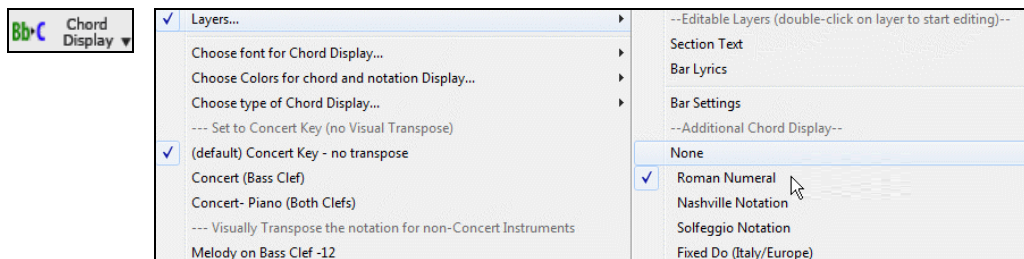 Bb•C Chord
Display ▼
✓ Layers...
Choose font for Chord Display...
Choose Colors for chord and notation Display...
Choose type of Chord Display...
--- Set to Concert Key (no Visual Transpose)
✓ (default) Concert Key - no transpose
Concert (Bass Clef)
Concert- Piano (Both Clefs)
--- Visually Transpose the notation for non-Concert Instruments
Melody on Bass Clef -12
--Editable Layers (double-click on layer to start editing)--
Section Text
Bar Lyrics
Bar Settings
--Additional Chord Display--
None
✓ Roman Numeral
Nashville Notation
Solfeggio Notation
Fixed Do (Italy/Europe)